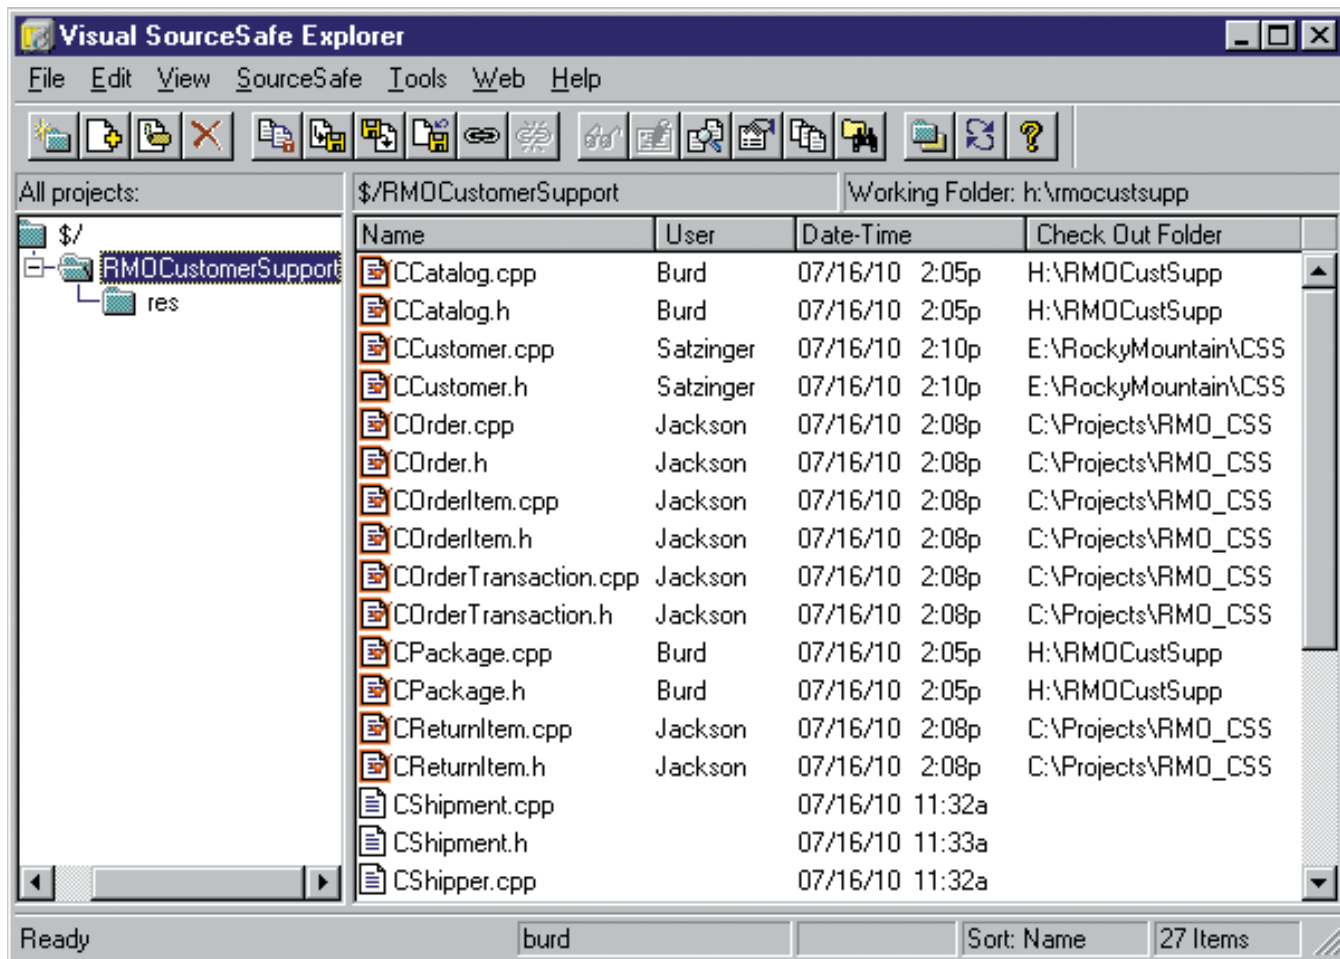 Visual SourceSafe Explorer
File Edit View SourceSafe Tools Web Help
All projects: $/RMOCustomerSupport Working Folder: h:\rmocustsupp
$/
RMOCustomerSupport
res
Name User Date-Time Check Out Folder
CCatalog.cpp Burd 07/16/10 2:05p H:\RMOCustSupp
CCatalog.h Burd 07/16/10 2:05p H:\RMOCustSupp
CCustomer.cpp Satzinger 07/16/10 2:10p E:\RockyMountain\CSS
CCustomer.h Satzinger 07/16/10 2:10p E:\RockyMountain\CSS
COrder.cpp Jackson 07/16/10 2:08p C:\Projects\RMO_CSS
COrder.h Jackson 07/16/10 2:08p C:\Projects\RMO_CSS
COrderItem.cpp Jackson 07/16/10 2:08p C:\Projects\RMO_CSS
COrderItem.h Jackson 07/16/10 2:08p C:\Projects\RMO_CSS
COrderTransaction.cpp Jackson 07/16/10 2:08p C:\Projects\RMO_CSS
COrderTransaction.h Jackson 07/16/10 2:08p C:\Projects\RMO_CSS
CPackage.cpp Burd 07/16/10 2:05p H:\RMOCustSupp
CPackage.h Burd 07/16/10 2:05p H:\RMOCustSupp
CReturnItem.cpp Jackson 07/16/10 2:08p C:\Projects\RMO_CSS
CReturnItem.h Jackson 07/16/10 2:08p C:\Projects\RMO_CSS
CShipment.cpp 07/16/10 11:32a
CShipment.h 07/16/10 11:33a
CShipper.cpp 07/16/10 11:32a
Ready burd Sort: Name 27 Items